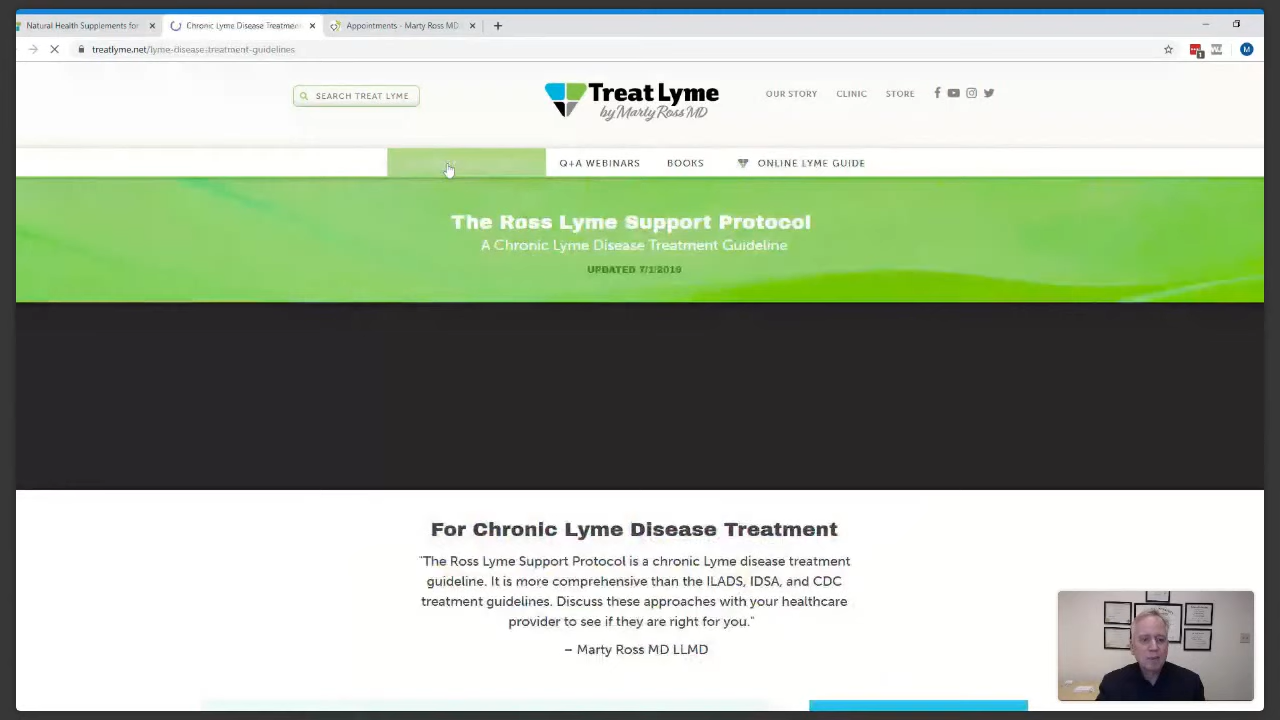 Natural Health Supplements for
Chronic Lyme Disease Treatmen
Appointments - Marty Ross MD
treatlyme.net/lyme-disease-treatment-guidelines
M
SEARCH TREAT LYME
Treat Lyme
by Marty Ross MD
OUR STORY
CLINIC
STORE
Q+A WEBINARS
BOOKS
ONLINE LYME GUIDE
The Ross Lyme Support Protocol
A Chronic Lyme Disease Treatment Guideline
UPDATED 7/1/2019
For Chronic Lyme Disease Treatment
"The Ross Lyme Support Protocol is a chronic Lyme disease treatment
guideline. It is more comprehensive than the ILADS, IDSA, and CDC
treatment guidelines. Discuss these approaches with your healthcare
provider to see if they are right for you."
– Marty Ross MD LLMD